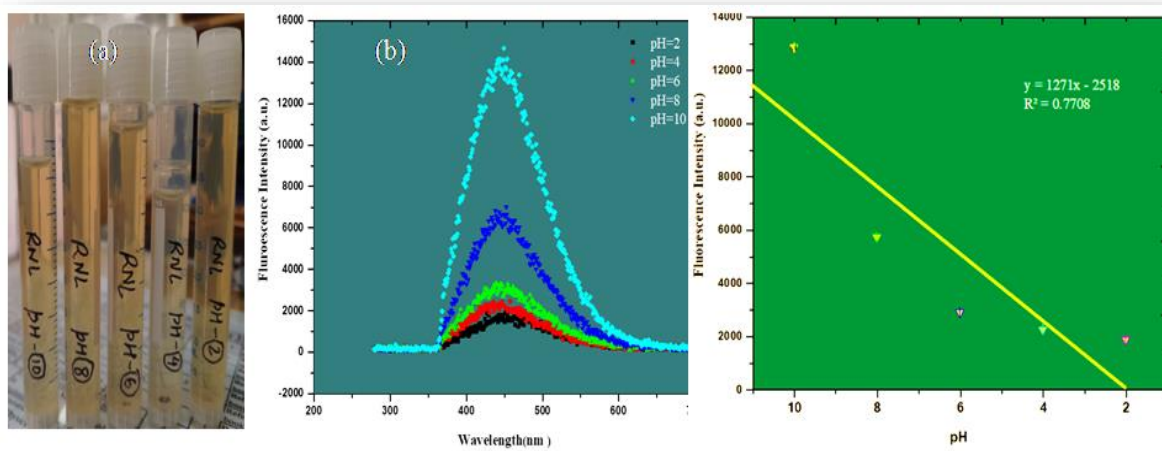 (a)
RNL pH-10
RNL pH 8
RNL pH-6
RNL pH-4
RNL pH-2
(b)
Fluroescence Intensity (a.u.)
16000
14000
12000
10000
8000
6000
4000
2000
0
-2000
200
300
400
500
600
Wavelength(nm )
pH=2
pH=4
pH=6
pH=8
pH=10
Fluorescence Intensity (a.u.)
14000
12000
10000
8000
6000
4000
2000
0
10
8
6
4
2
pH
y = 1271x - 2518
R² = 0.7708